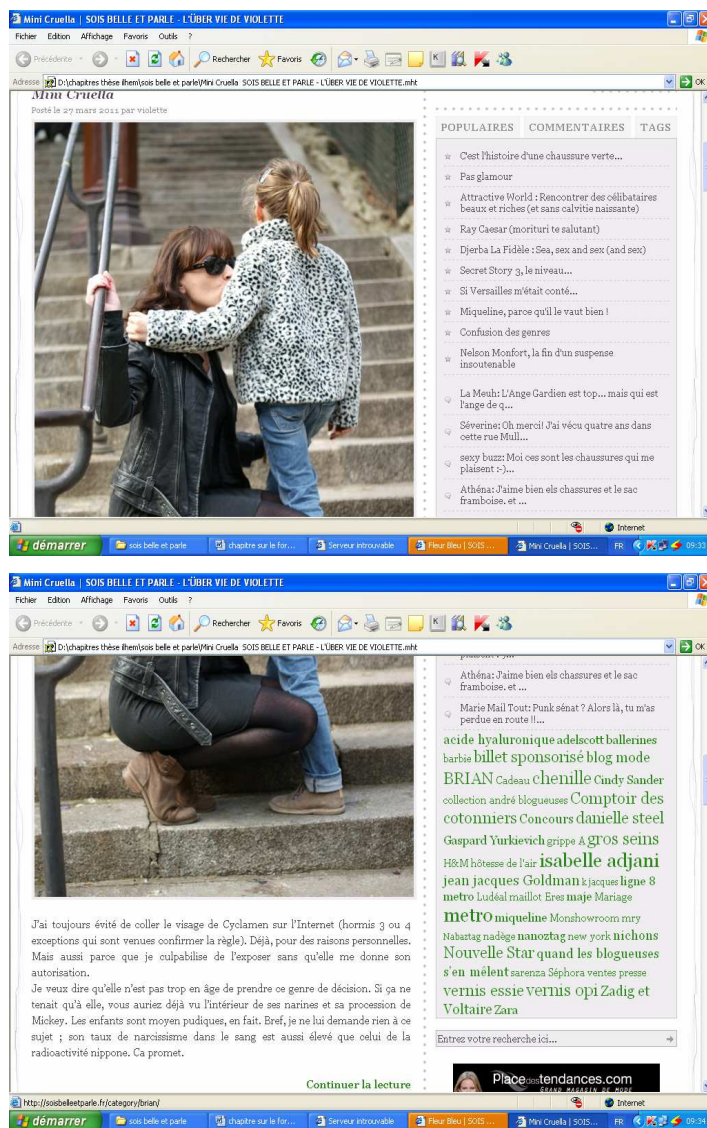 Mini Cruella | SOIS BELLE ET PARLE - L'ÜBER VIE DE VIOLETTE
Fichier Edition Affichage Favoris Outils ?
Précédente Rechercher Favoris
Adresse D:\chapitres thèse ilhem\sois belle et parle\Mini Cruella SOIS BELLE ET PARLE - L'ÜBER VIE DE VIOLETTE.mht OK
Mini Cruella
Posté le 27 mars 2011 par violette
POPULAIRES COMMENTAIRES TAGS
C'est l'histoire d'une chaussure verte...
Pas glamour
Attractive World : Rencontrer des célibataires
beaux et riches (et sans calvitie naissante)
Ray Caesar (morituri te salutant)
Djerba La Fidèle : Sea, sex and sex (and sex)
Secret Story 3, le niveau...
Si Versailles m'était conté...
Miqueline, parce qu'il le vaut bien !
Confusion des genres
Nelson Monfort, la fin d'un suspense
insoutenable
La Meuh: L'Ange Gardien est top... mais qui est
l'ange de q...
Séverine: Oh merci! J'ai vécu quatre ans dans
cette rue Mull...
sexy buzz: Moi ces sont les chaussures qui me
plaisent :-)...
Athéna: J'aime bien els chassures et le sac
framboise. et ...
Internet
démarrer sois belle et parle chapitre sur le for... Serveur introuvable Fleur Bleu | SOIS ... Mini Cruella | SOIS... FR 09:33
Mini Cruella | SOIS BELLE ET PARLE - L'ÜBER VIE DE VIOLETTE
Fichier Edition Affichage Favoris Outils ?
Précédente Rechercher Favoris
Adresse D:\chapitres thèse ilhem\sois belle et parle\Mini Cruella SOIS BELLE ET PARLE - L'ÜBER VIE DE VIOLETTE.mht OK
Athéna: J'aime bien els chassures et le sac
framboise. et ...
Marie Mail Tout: Punk sénat ? Alors là, tu m'as
perdue en route !!...
acide hyaluronique adelscott ballerines
barbie billet sponsorisé blog mode
BRIAN Cadeau chenille Cindy Sander
collection andré blogueuses Comptoir des
cotonniers Concours danielle steel
Gaspard Yurkievich grippe A gros seins
H&M hôtesse de l'air isabelle adjani
jean jacques Goldman k jacques ligne 8
metro Ludéal maillot Eres maje Mariage
metro miqueline Monshowroom mry
Nabaztag nadège nanoztag new york nichons
Nouvelle Star quand les blogueuses
s'en mêlent sarenza Séphora ventes presse
vernis essie vernis opi Zadig et
Voltaire Zara
Entrez votre recherche ici...
J'ai toujours évité de coller le visage de Cyclamen sur l'Internet (hormis 3 ou 4
exceptions qui sont venues confirmer la règle). Déjà, pour des raisons personnelles.
Mais aussi parce que je culpabilise de l'exposer sans qu'elle me donne son
autorisation.
Je veux dire qu'elle n'est pas trop en âge de prendre ce genre de décision. Si ça ne
tenait qu'à elle, vous auriez déjà vu l'intérieur de ses narines et sa procession de
Mickey. Les enfants sont moyen pudiques, en fait. Bref, je ne lui demande rien à ce
sujet ; son taux de narcissisme dans le sang est aussi élevé que celui de la
radioactivité nippone. Ca promet.
Continuer la lecture
Placedestendances.com
GRAND MAGASIN DE MODE
http://soisbelleetparle.fr/category/brian/ Internet
démarrer sois belle et parle chapitre sur le for... Serveur introuvable Fleur Bleu | SOIS ... Mini Cruella | SOIS... FR 09:34